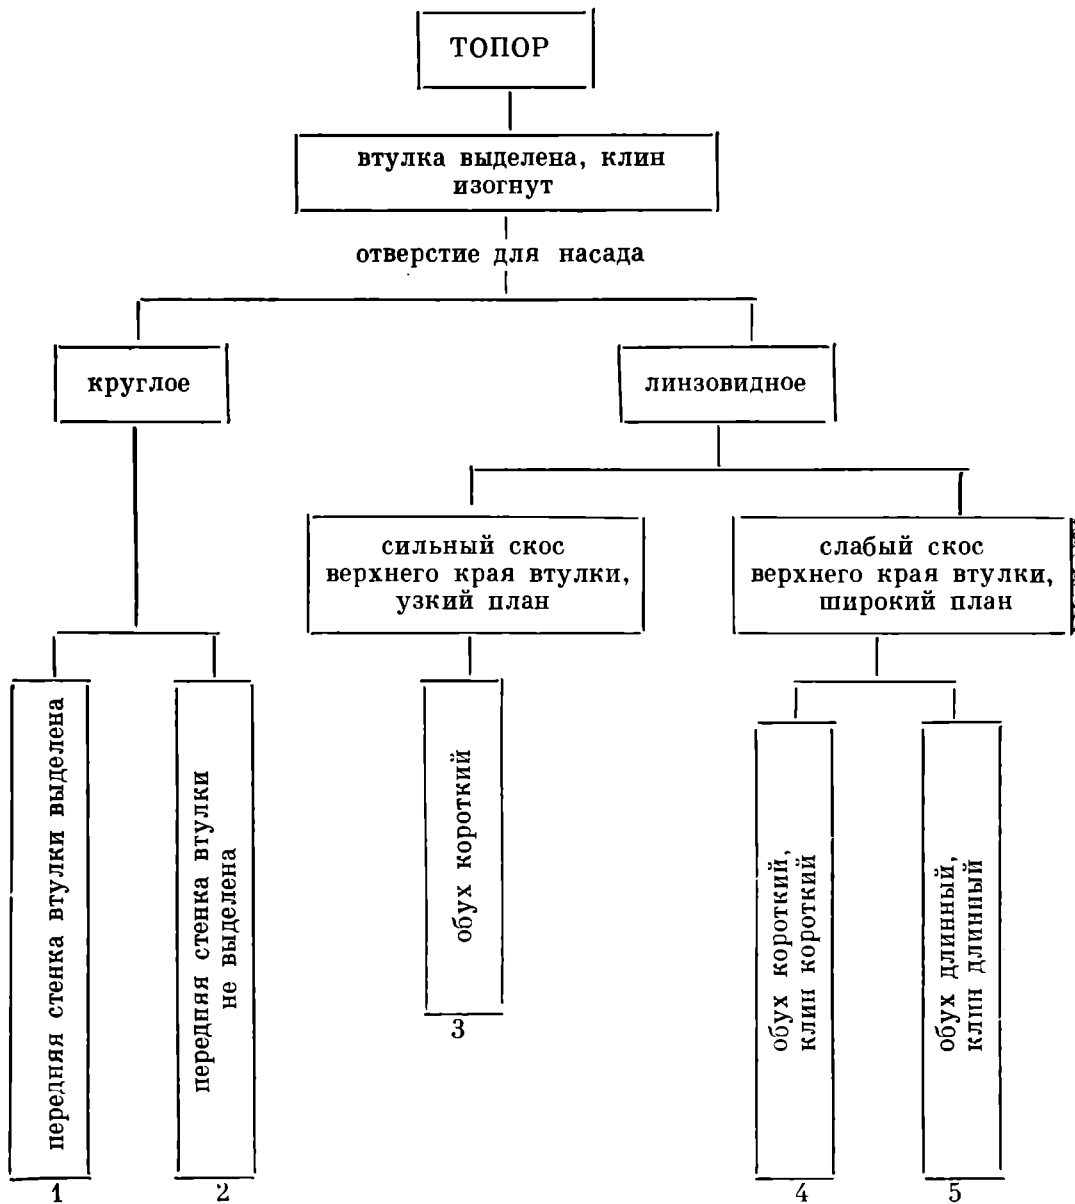 ТОПОР
втулка выделена, клин
изогнут
отверстие для насада
круглое
линзовидное
сильный скос
верхнего края втулки,
узкий план
слабый скос
верхнего края втулки,
широкий план
передняя стенка втулки выделена
передняя стенка втулки
не выделена
обух короткий
обух короткий,
клин короткий
обух длинный,
клин длинный
1
2
3
4
5